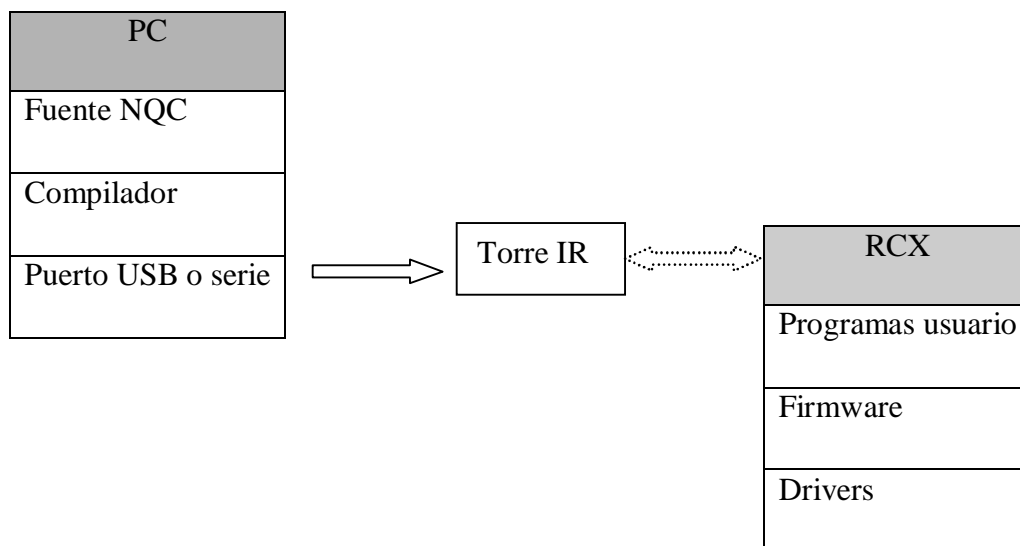 PC
Fuente NQC
Compilador
Puerto USB o serie
Torre IR
RCX
Programas usuario
Firmware
Drivers